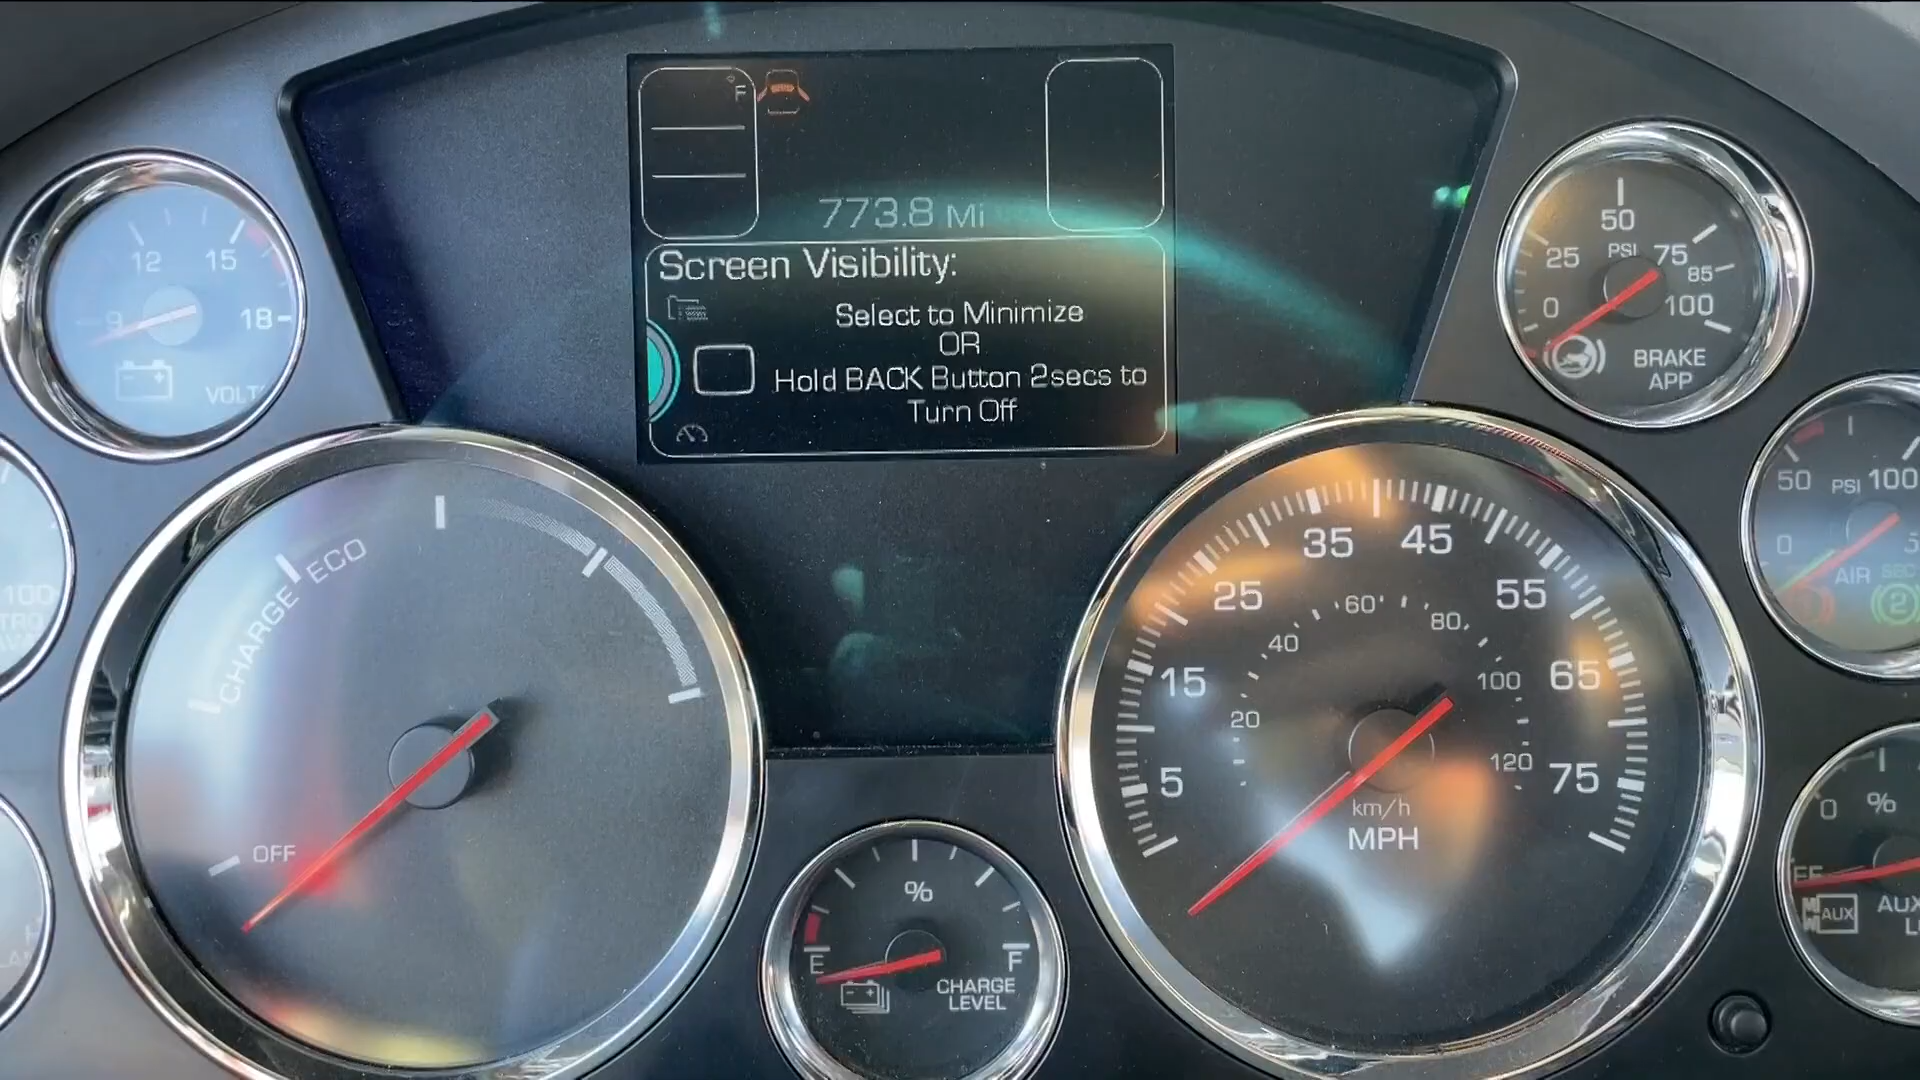 F
773.8 Mi
Screen Visibility:
Select to Minimize
OR
Hold BACK Button 2secs to
Turn Off
9 12 15 18
VOLTS
0 25 50 75 85 100
PSI
BRAKE
APP
50 PSI 100
0
AIR SEC
2
100
CHARGE ECO
OFF
5 15 25 35 45 55 65 75
20 40 60 80 100 120
km/h
MPH
%
E F
CHARGE
LEVEL
0 %
AUX